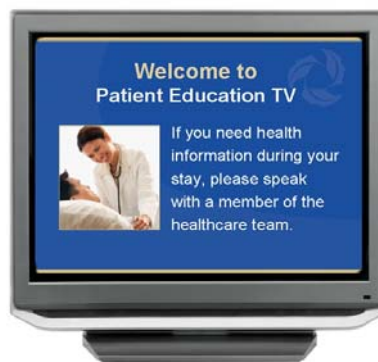 Welcome to
Patient Education TV
If you need health
information during your
stay, please speak
with a member of the
healthcare team.